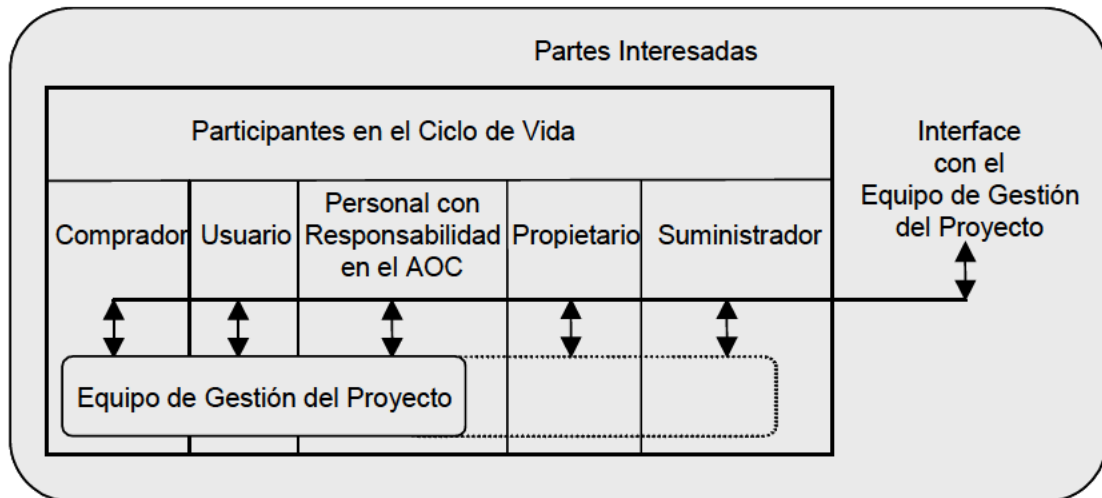 Partes Interesadas
Participantes en el Ciclo de Vida
Interface
con el
Equipo de Gestión
del Proyecto
Comprador
Usuario
Personal con
Responsabilidad
en el AOC
Propietario
Suministrador
Equipo de Gestión del Proyecto